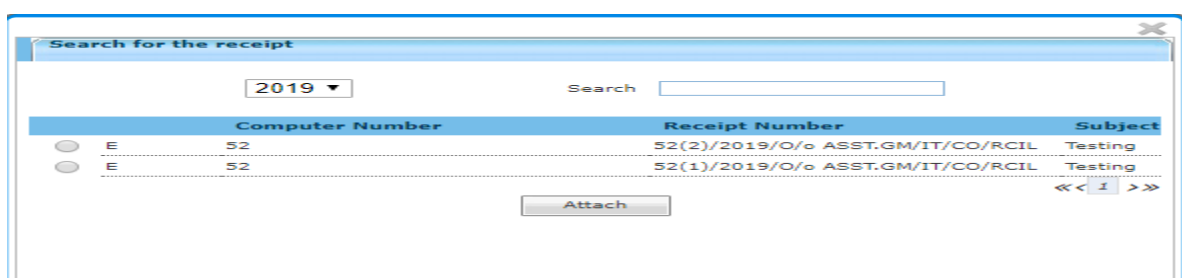 Search for the receipt
2019 Search
Computer Number Receipt Number Subject
E 52 52(2)/2019/O/o ASST.GM/IT/CO/RCIL Testing
E 52 52(1)/2019/O/o ASST.GM/IT/CO/RCIL Testing
«< 1 >»
Attach